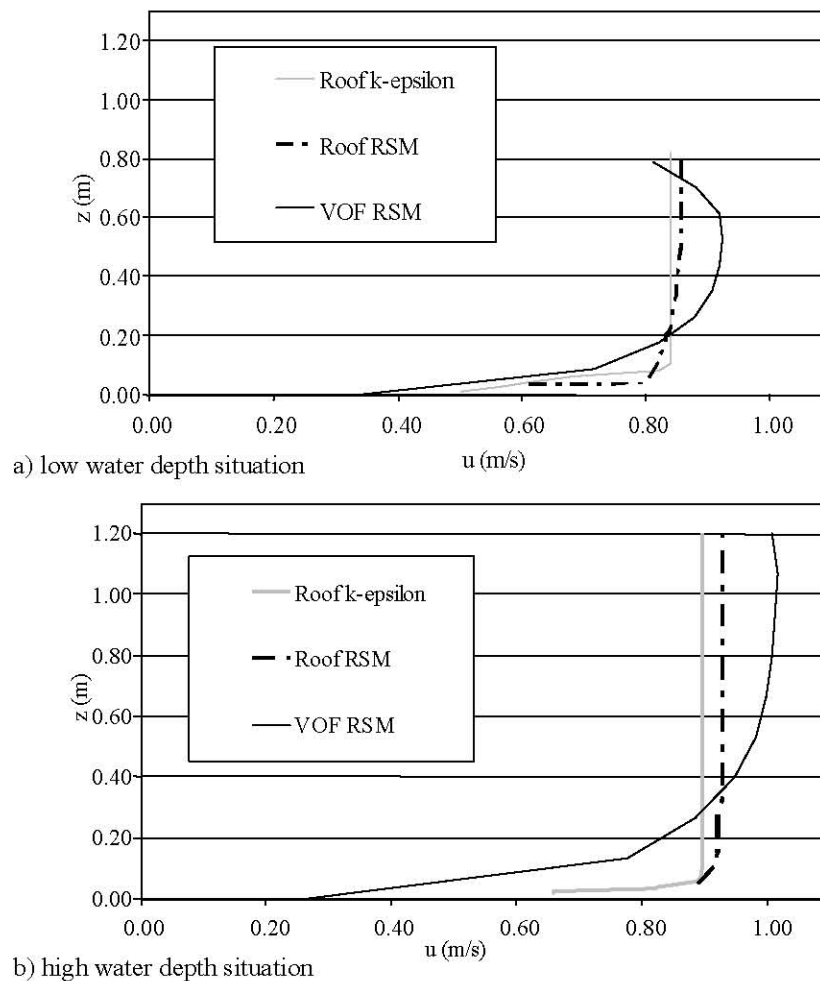 1.20
1.00
0.80
0.60
0.40
0.20
0.00
z (m)
Roof k-epsilon
Roof RSM
VOF RSM
0.00 0.20 0.40 0.60 0.80 1.00
u (m/s)
a) low water depth situation
1.20
1.00
0.80
0.60
0.40
0.20
0.00
z (m)
Roof k-epsilon
Roof RSM
VOF RSM
0.00 0.20 0.40 0.60 0.80 1.00
u (m/s)
b) high water depth situation